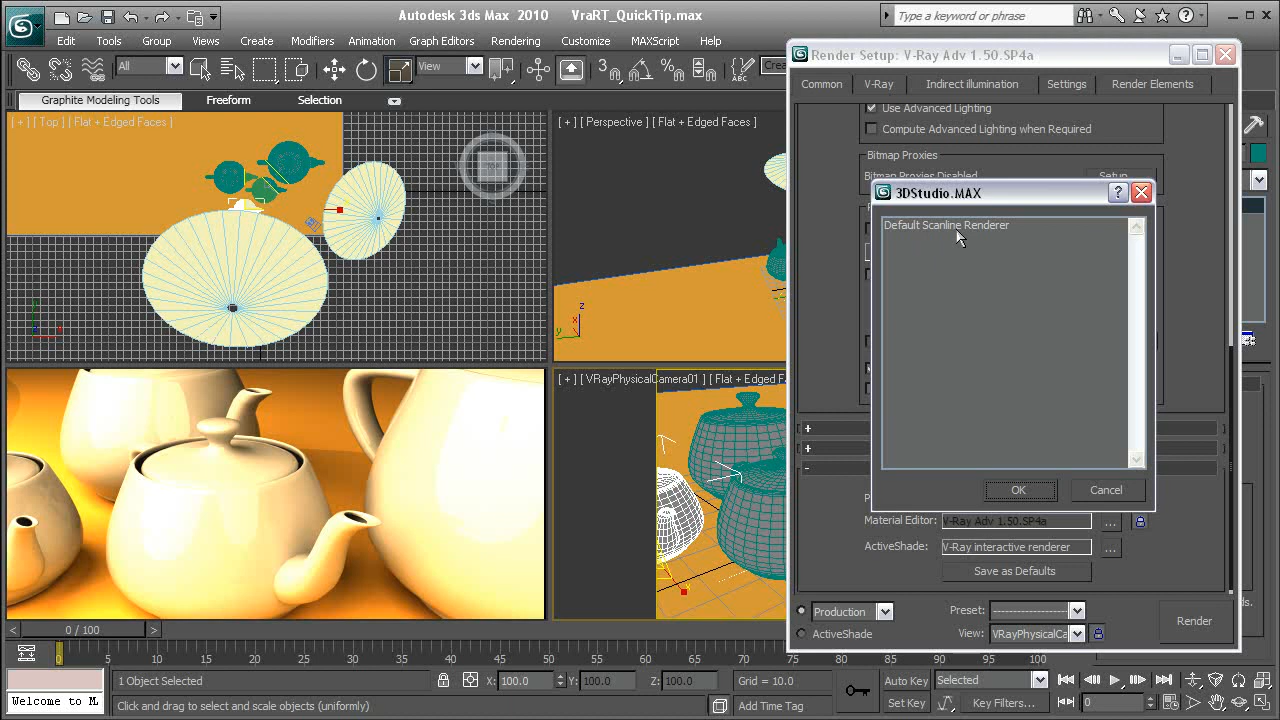 Autodesk 3ds Max 2010 VraRT_QuickTip.max
Type a keyword or phrase
Edit Tools Group Views Create Modifiers Animation Graph Editors Rendering Customize MAXScript Help
All
View
Graphite Modeling Tools Freeform Selection
[ + ] [ Top ] [ Flat + Edged Faces ]
[ + ] [ Perspective ] [ Flat + Edged Faces ]
[ + ] [ VRayPhysicalCamera01 ] [ Flat + Edged
Render Setup: V-Ray Adv 1.50.SP4a
Common V-Ray Indirect illumination Settings Render Elements
Use Advanced Lighting
Compute Advanced Lighting when Required
Bitmap Proxies
Bitmap Proxies Disabled Setup...
3DStudio.MAX
Default Scanline Renderer
OK Cancel
Material Editor: V-Ray Adv 1.50.SP4a ...
ActiveShade: V-Ray interactive renderer ...
Save as Defaults
Production Preset: --------------------
ActiveShade View: VRayPhysicalCa
Render
< 0 / 100 >
0 5 10 15 20 25 30 35 40 45 50 55 60 65 70 75 80 85 90 95 100
1 Object Selected X: 100.0 Y: 100.0 Z: 100.0 Grid = 10.0 Auto Key Selected
Welcome to M
Click and drag to select and scale objects (uniformly) Add Time Tag Set Key Key Filters... 0